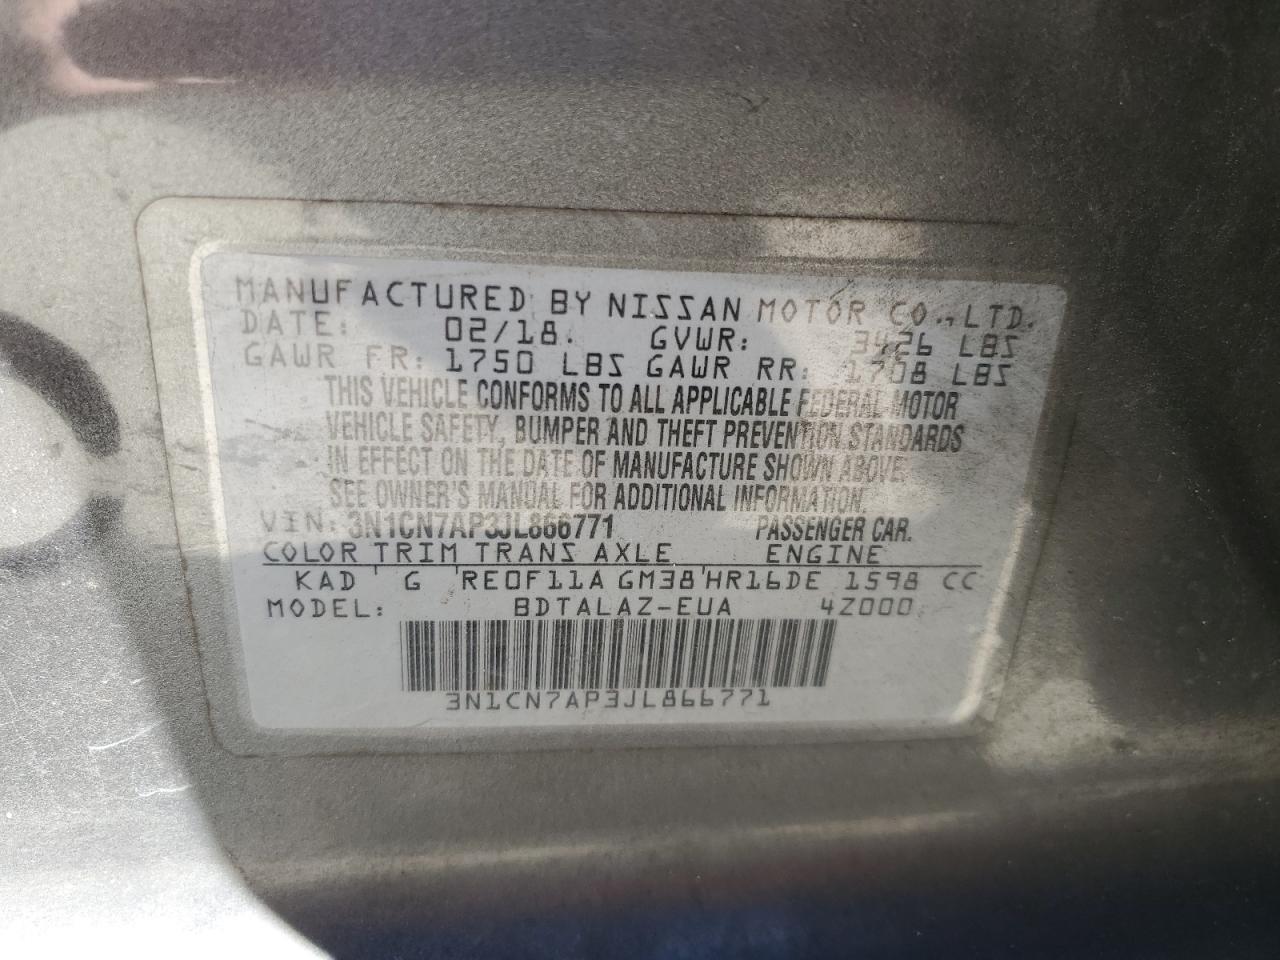 MANUFACTURED BY NISSAN MOTOR CO., LTD.
DATE: 02/18. GVWR: 3426 LBS
GAWR FR: 1750 LBS GAWR RR: 1708 LBS
THIS VEHICLE CONFORMS TO ALL APPLICABLE FEDERAL MOTOR
VEHICLE SAFETY, BUMPER AND THEFT PREVENTION STANDARDS
IN EFFECT ON THE DATE OF MANUFACTURE SHOWN ABOVE.
SEE OWNER'S MANUAL FOR ADDITIONAL INFORMATION.
VIN: 3N1CN7AP3JL866771 PASSENGER CAR.
COLOR TRIM TRANS AXLE ENGINE
KAD G RE0F11A GM38 HR16DE 1598 CC
MODEL: BDTALAZ-EUA 4Z000
3N1CN7AP3JL866771